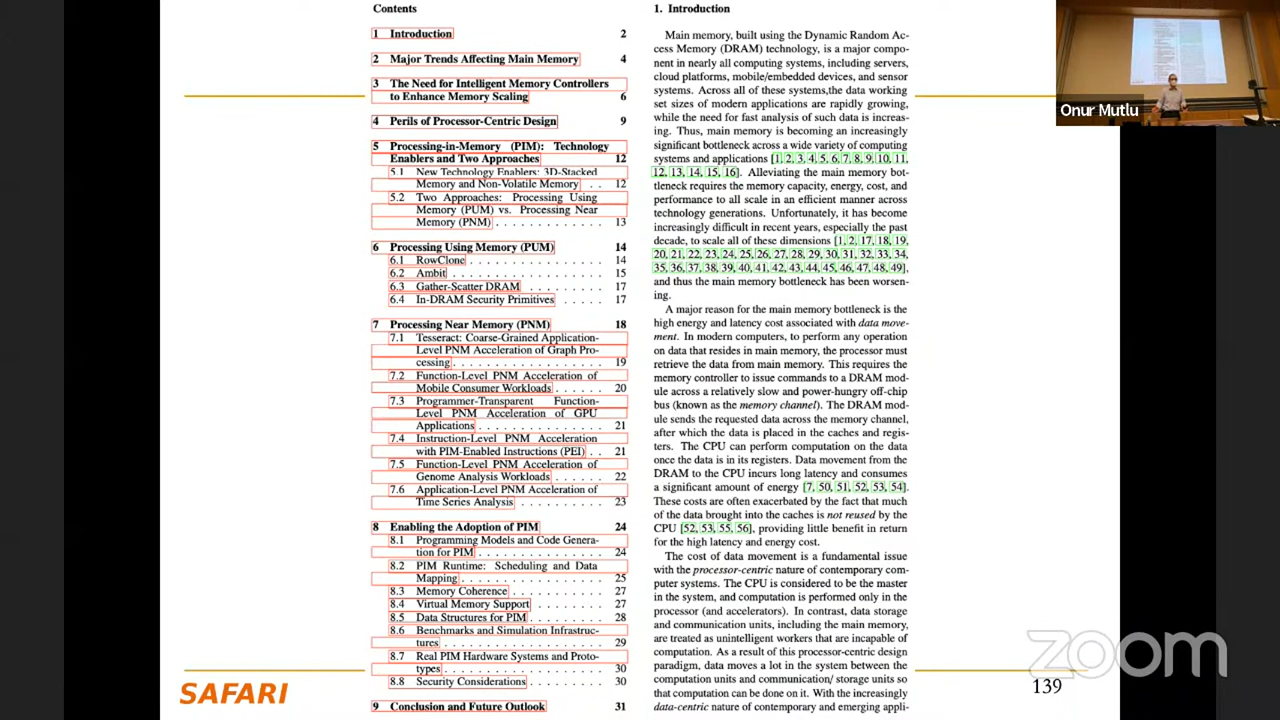 Contents
1 Introduction 2
2 Major Trends Affecting Main Memory 4
3 The Need for Intelligent Memory Controllers
to Enhance Memory Scaling 6
4 Perils of Processor-Centric Design 9
5 Processing-in-Memory (PIM): Technology
Enablers and Two Approaches 12
5.1 New Technology Enablers: 3D-Stacked
Memory and Non-Volatile Memory . . 12
5.2 Two Approaches: Processing Using
Memory (PUM) vs. Processing Near
Memory (PNM) . . . . . . . . . . . . . 13
6 Processing Using Memory (PUM) 14
6.1 RowClone . . . . . . . . . . . . . . . . 14
6.2 Ambit . . . . . . . . . . . . . . . . . . 15
6.3 Gather-Scatter DRAM . . . . . . . . . 17
6.4 In-DRAM Security Primitives . . . . . 17
7 Processing Near Memory (PNM) 18
7.1 Tesseract: Coarse-Grained Application-
Level PNM Acceleration of Graph Pro-
cessing . . . . . . . . . . . . . . . . . . 19
7.2 Function-Level PNM Acceleration of
Mobile Consumer Workloads . . . . . . 20
7.3 Programmer-Transparent Function-
Level PNM Acceleration of GPU
Applications . . . . . . . . . . . . . . . 21
7.4 Instruction-Level PNM Acceleration
with PIM-Enabled Instructions (PEI) . . 21
7.5 Function-Level PNM Acceleration of
Genome Analysis Workloads . . . . . . 22
7.6 Application-Level PNM Acceleration of
Time Series Analysis . . . . . . . . . . 23
8 Enabling the Adoption of PIM 24
8.1 Programming Models and Code Genera-
tion for PIM . . . . . . . . . . . . . . . 24
8.2 PIM Runtime: Scheduling and Data
Mapping . . . . . . . . . . . . . . . . . 25
8.3 Memory Coherence . . . . . . . . . . . 27
8.4 Virtual Memory Support . . . . . . . . 27
8.5 Data Structures for PIM . . . . . . . . . 28
8.6 Benchmarks and Simulation Infrastruc-
tures . . . . . . . . . . . . . . . . . . . 29
8.7 Real PIM Hardware Systems and Proto-
types . . . . . . . . . . . . . . . . . . . 30
8.8 Security Considerations . . . . . . . . . 30
9 Conclusion and Future Outlook 31
1. Introduction
Main memory, built using the Dynamic Random Ac-
cess Memory (DRAM) technology, is a major compo-
nent in nearly all computing systems, including servers,
cloud platforms, mobile/embedded devices, and sensor
systems. Across all of these systems,the data working
set sizes of modern applications are rapidly growing,
while the need for fast analysis of such data is increas-
ing. Thus, main memory is becoming an increasingly
significant bottleneck across a wide variety of computing
systems and applications [1, 2, 3, 4, 5, 6, 7, 8, 9, 10, 11,
12, 13, 14, 15, 16]. Alleviating the main memory bot-
tleneck requires the memory capacity, energy, cost, and
performance to all scale in an efficient manner across
technology generations. Unfortunately, it has become
increasingly difficult in recent years, especially the past
decade, to scale all of these dimensions [1, 2, 17, 18, 19,
20, 21, 22, 23, 24, 25, 26, 27, 28, 29, 30, 31, 32, 33, 34,
35, 36, 37, 38, 39, 40, 41, 42, 43, 44, 45, 46, 47, 48, 49],
and thus the main memory bottleneck has been worsen-
ing.
A major reason for the main memory bottleneck is the
high energy and latency cost associated with data move-
ment. In modern computers, to perform any operation
on data that resides in main memory, the processor must
retrieve the data from main memory. This requires the
memory controller to issue commands to a DRAM mod-
ule across a relatively slow and power-hungry off-chip
bus (known as the memory channel). The DRAM mod-
ule sends the requested data across the memory channel,
after which the data is placed in the caches and regis-
ters. The CPU can perform computation on the data
once the data is in its registers. Data movement from the
DRAM to the CPU incurs long latency and consumes
a significant amount of energy [7, 50, 51, 52, 53, 54].
These costs are often exacerbated by the fact that much
of the data brought into the caches is not reused by the
CPU [52, 53, 55, 56], providing little benefit in return
for the high latency and energy cost.
The cost of data movement is a fundamental issue
with the processor-centric nature of contemporary com-
puter systems. The CPU is considered to be the master
in the system, and computation is performed only in the
processor (and accelerators). In contrast, data storage
and communication units, including the main memory,
are treated as unintelligent workers that are incapable of
computation. As a result of this processor-centric design
paradigm, data moves a lot in the system between the
computation units and communication/ storage units so
that computation can be done on it. With the increasingly
data-centric nature of contemporary and emerging appli-
Onur Mutlu
SAFARI
139
zoom